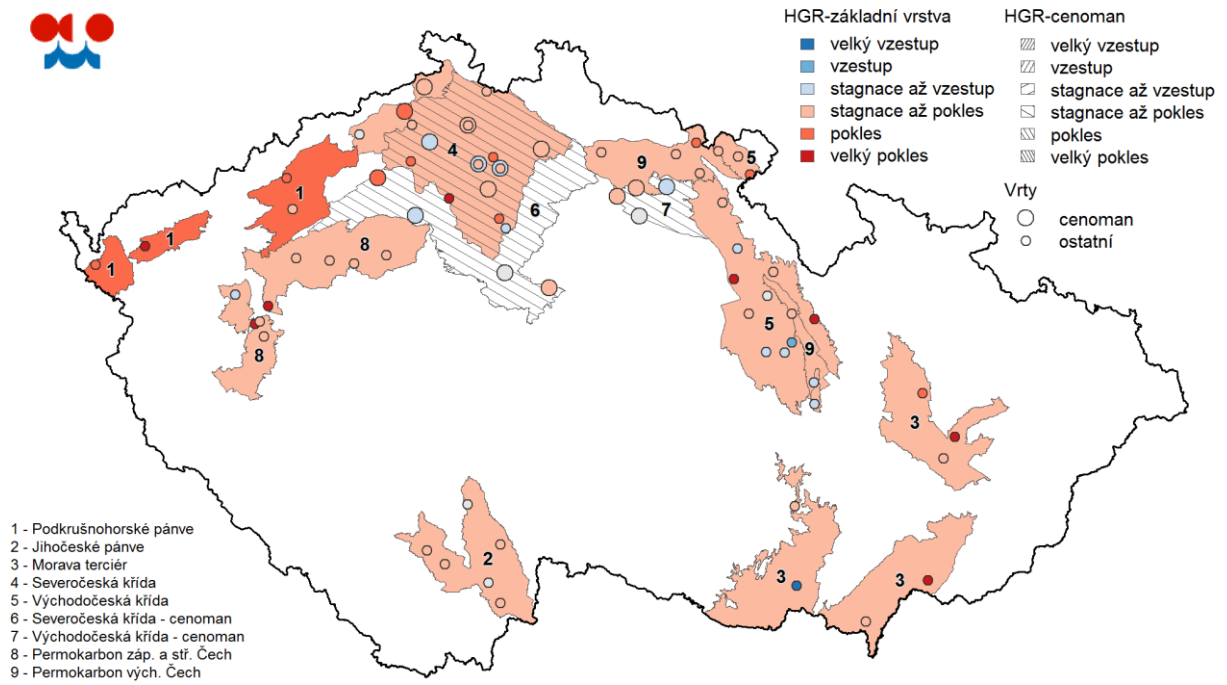 HGR-základní vrstva
velký vzestup
vzestup
stagnace až vzestup
stagnace až pokles
pokles
velký pokles
HGR-cenoman
velký vzestup
vzestup
stagnace až vzestup
stagnace až pokles
pokles
velký pokles
Vrty
cenoman
ostatní
4
9
5
1
6
7
1
8
1
5
9
8
3
2
3
3
1 - Podkrušnohorské pánve
2 - Jihočeské pánve
3 - Morava terciér
4 - Severočeská křída
5 - Východočeská křída
6 - Severočeská křída - cenoman
7 - Východočeská křída - cenoman
8 - Permokarbon záp. a stř. Čech
9 - Permokarbon vých. Čech